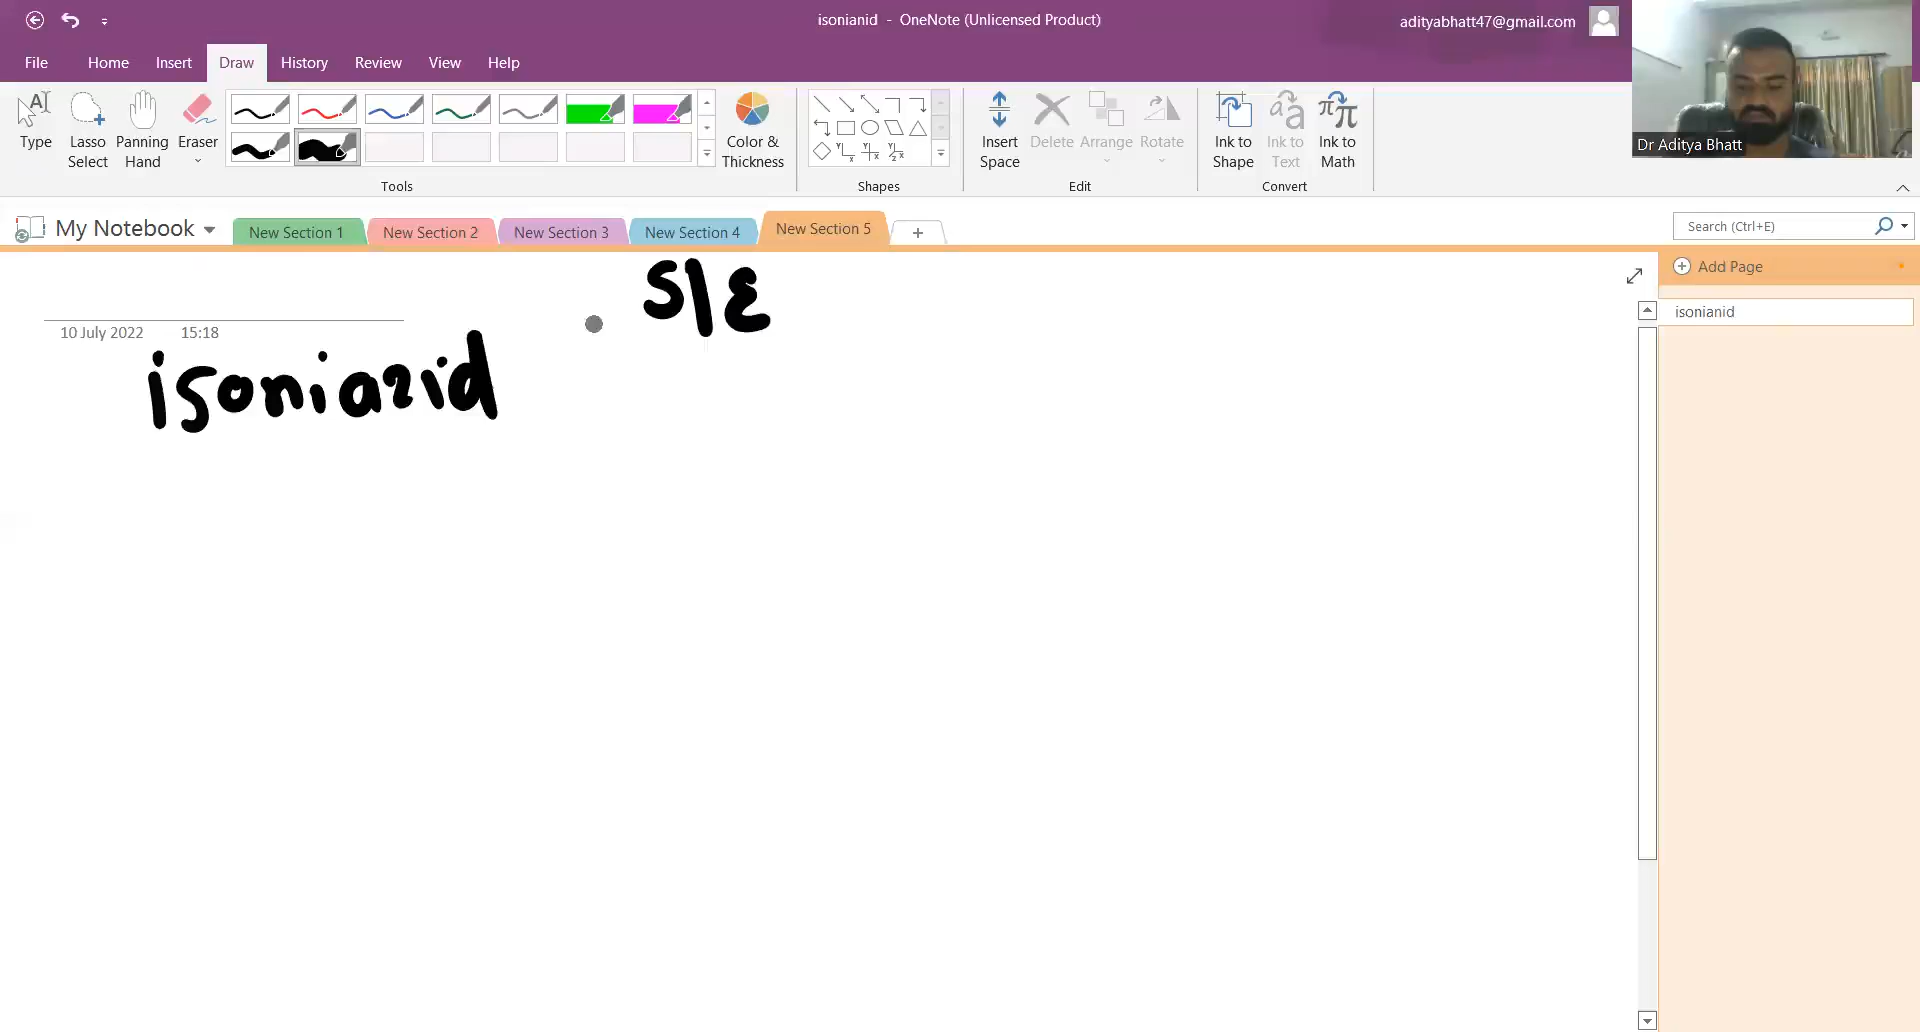 isonianid - OneNote (Unlicensed Product)
adityabhatt47@gmail.com
File Home Insert Draw History Review View Help
Type
Lasso Select
Panning Hand
Eraser
Color & Thickness
Insert Space
Delete
Arrange
Rotate
Ink to Shape
Ink to Text
Ink to Math
Tools Shapes Edit Convert
Dr Aditya Bhatt
My Notebook New Section 1 New Section 2 New Section 3 New Section 4 New Section 5 +
Search (Ctrl+E)
Add Page
isonianid
S/E
10 July 2022 15:18
isoniazid